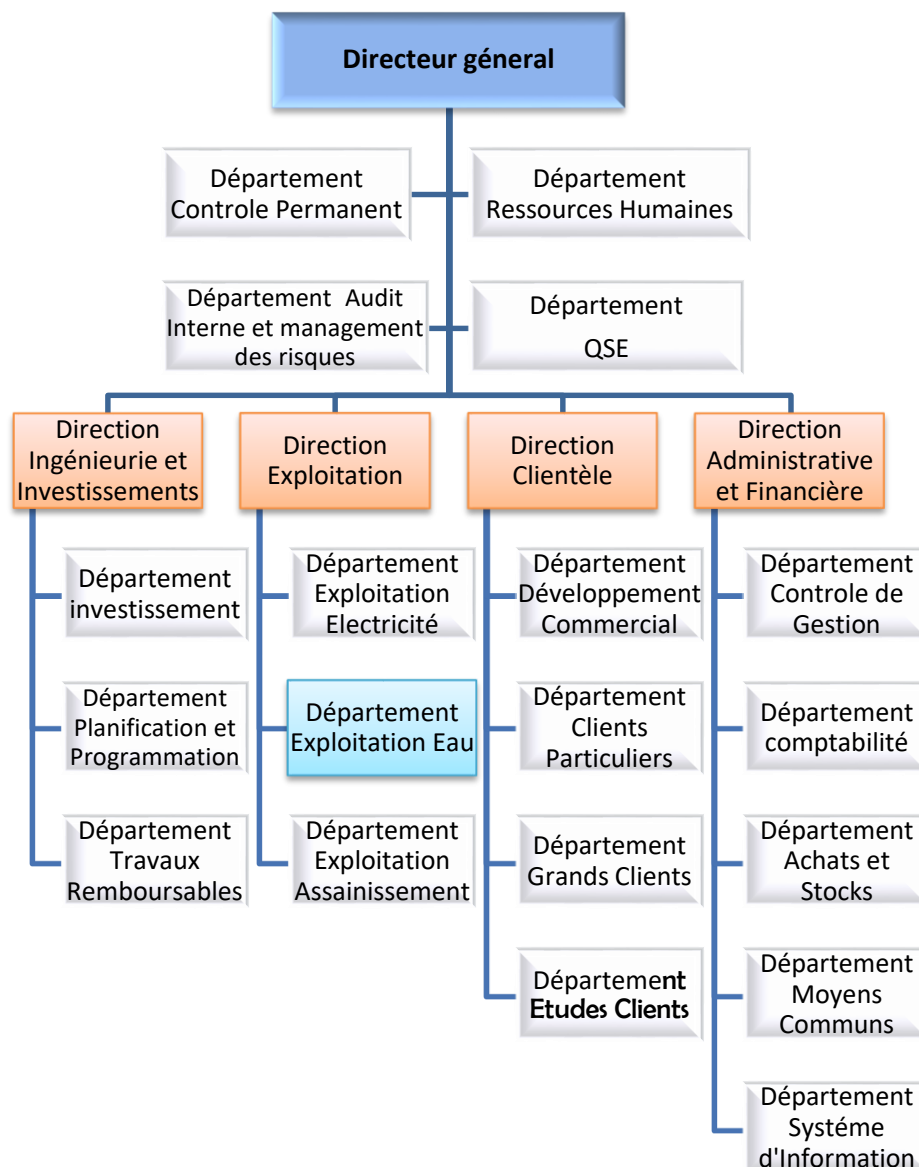 Directeur géneral
Département
Controle Permanent
Département
Ressources Humaines
Département Audit
Interne et management
des risques
Département
QSE
Direction
Ingénieurie et
Investissements
Direction
Exploitation
Direction
Clientèle
Direction
Administrative
et Financière
Département
investissement
Département
Planification et
Programmation
Département
Travaux
Remboursables
Département
Exploitation
Electricité
Département
Exploitation Eau
Département
Exploitation
Assainissement
Département
Développement
Commercial
Département
Clients
Particuliers
Département
Grands Clients
Département
Etudes Clients
Département
Controle de
Gestion
Département
comptabilité
Département
Achats et
Stocks
Département
Moyens
Communs
Département
Systéme
d'Information